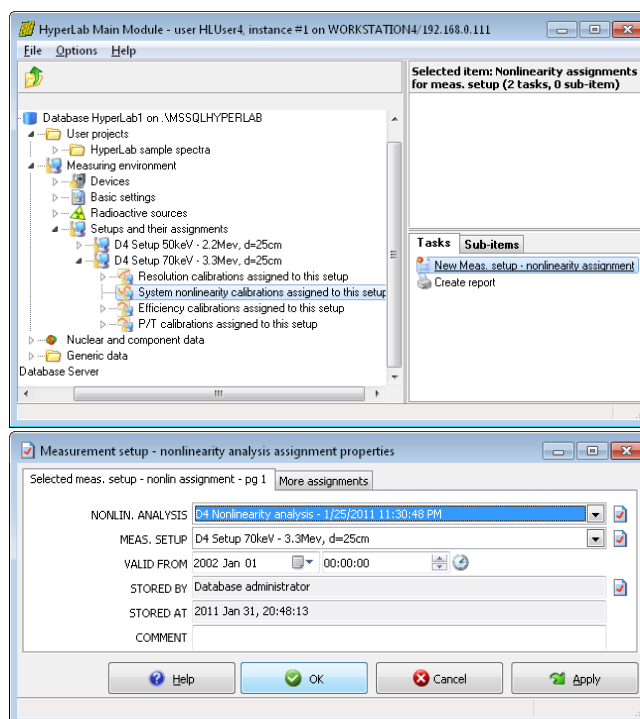 HyperLab Main Module - user HLUser4, instance #1 on WORKSTATION4/192.168.0.111
File Options Help
Selected item: Nonlinearity assignments
for meas. setup (2 tasks, 0 sub-item)
Database HyperLab1 on .\MSSQLHYPERLAB
User projects
HyperLab sample spectra
Measuring environment
Devices
Basic settings
Radioactive sources
Setups and their assignments
D4 Setup 50keV - 2.2Mev, d=25cm
D4 Setup 70keV - 3.3Mev, d=25cm
Resolution calibrations assigned to this setup
System nonlinearity calibrations assigned to this setup
Efficiency calibrations assigned to this setup
P/T calibrations assigned to this setup
Nuclear and component data
Generic data
Database Server
Tasks Sub-items
New Meas. setup - nonlinearity assignment
Create report
Measurement setup - nonlinearity analysis assignment properties
Selected meas. setup - nonlin assignment - pg 1 More assignments
NONLIN. ANALYSIS D4 Nonlinearity analysis - 1/25/2011 11:30:48 PM
MEAS. SETUP D4 Setup 70keV - 3.3Mev, d=25cm
VALID FROM 2002 Jan 01 00:00:00
STORED BY Database administrator
STORED AT 2011 Jan 31, 20:48:13
COMMENT
Help OK Cancel Apply